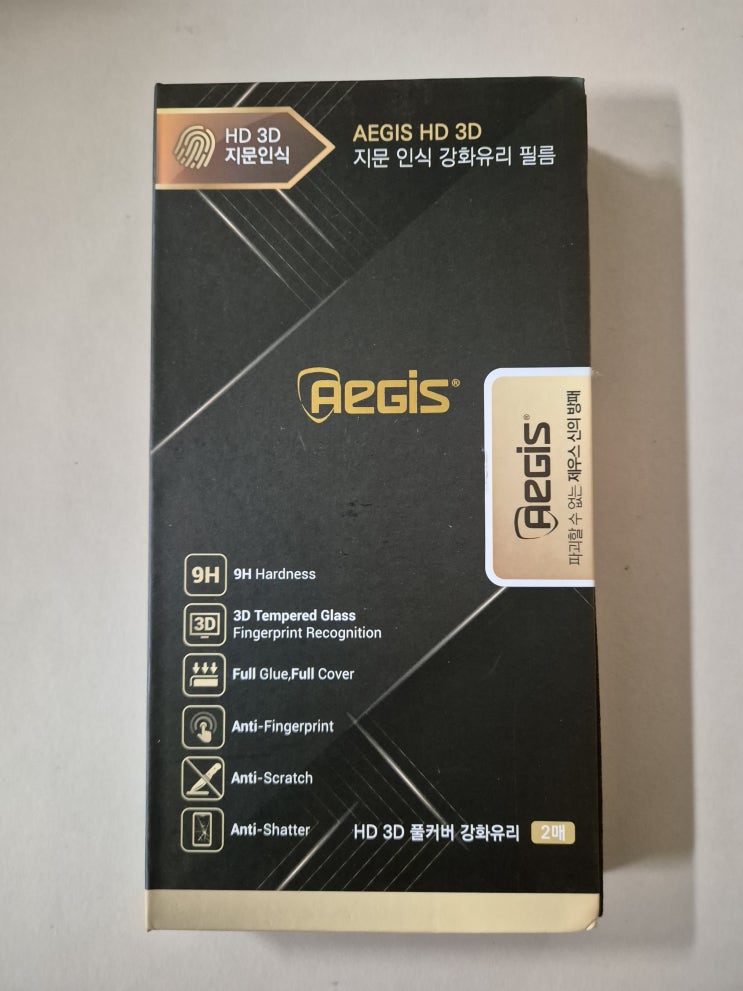 HD 3D
지문인식
AEGIS HD 3D
지문 인식 강화유리 필름
AEGIS®
AEGIS®
파괴할 수 없는 제우스 신의 방패
9H
9H Hardness
3D
3D Tempered Glass
Fingerprint Recognition
Full Glue,Full Cover
Anti-Fingerprint
Anti-Scratch
Anti-Shatter
HD 3D 풀커버 강화유리 2매